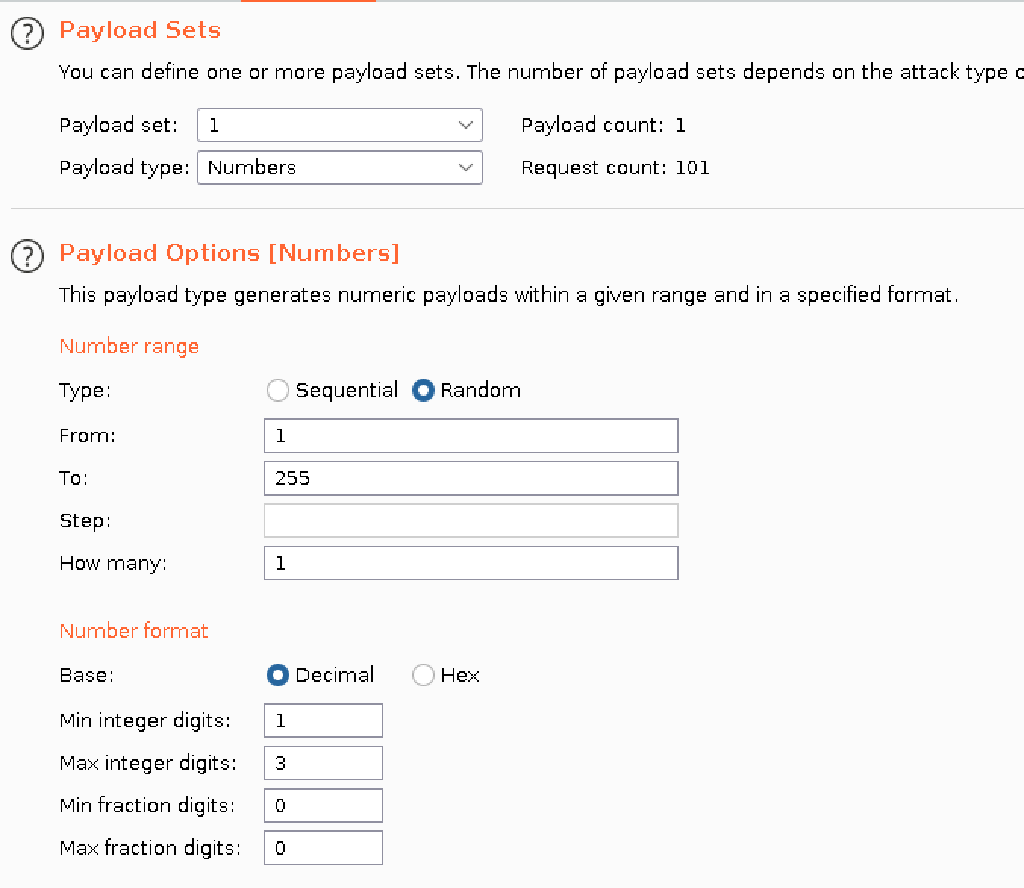 Payload Sets
You can define one or more payload sets. The number of payload sets depends on the attack type
Payload set: 1 Payload count: 1
Payload type: Numbers Request count: 101
Payload Options [Numbers]
This payload type generates numeric payloads within a given range and in a specified format.
Number range
Type: Sequential Random
From: 1
To: 255
Step:
How many: 1
Number format
Base: Decimal Hex
Min integer digits: 1
Max integer digits: 3
Min fraction digits: 0
Max fraction digits: 0